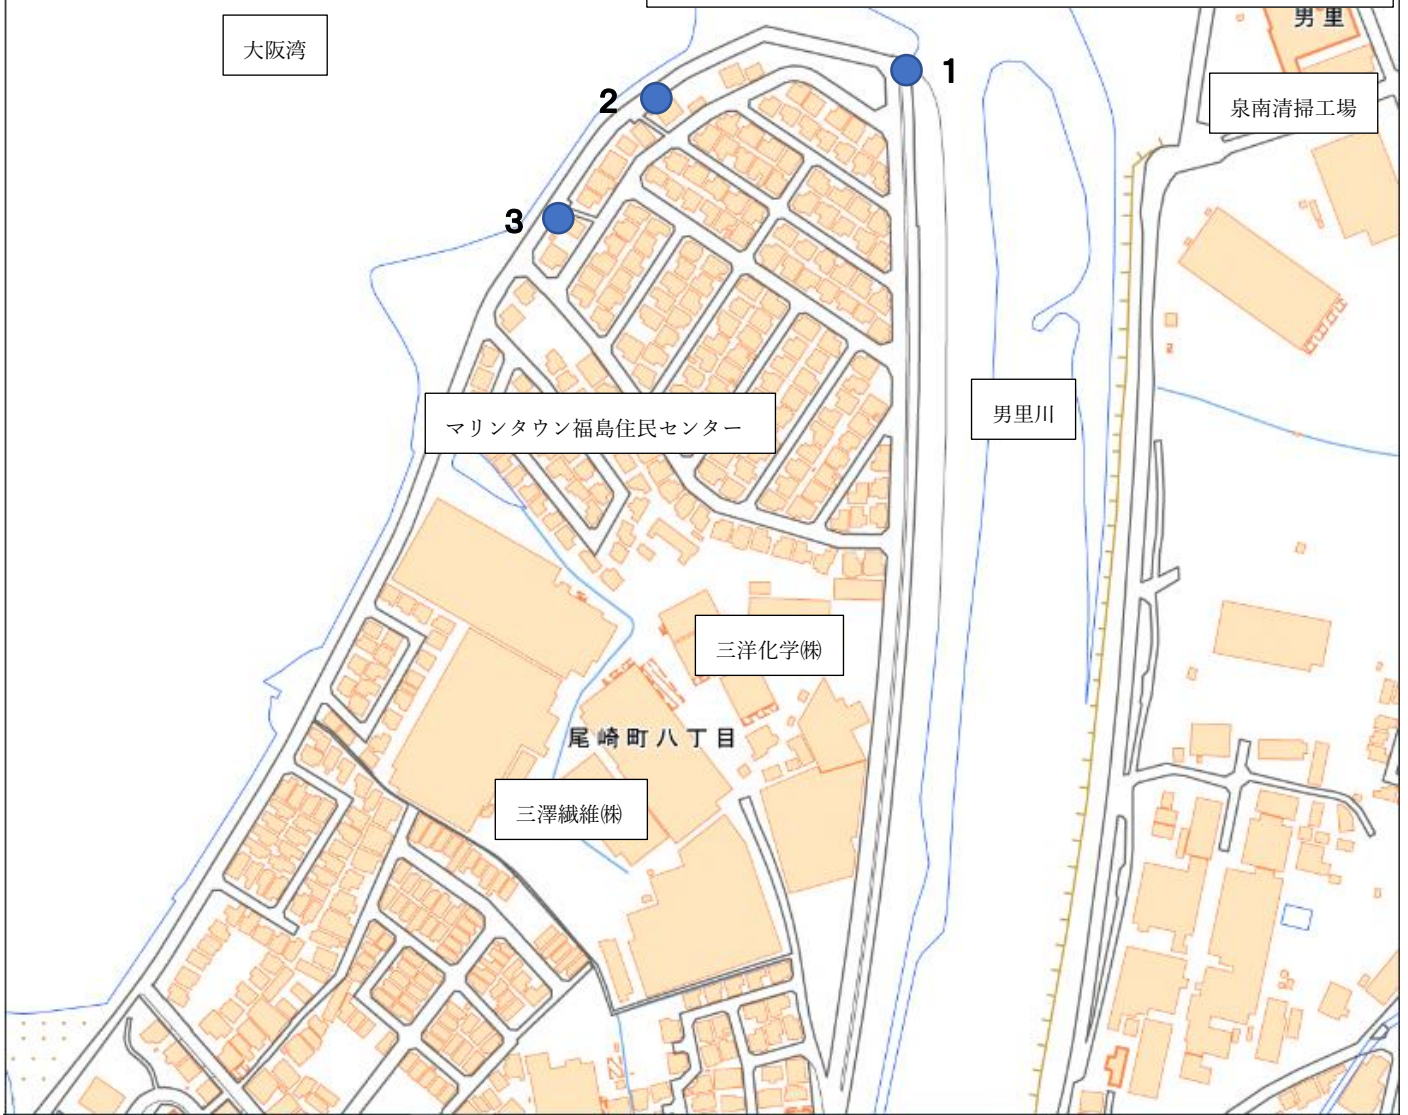 大阪湾
男里
1
泉南清掃工場
2
3
マリンタウン福島住民センター
男里川
三洋化学㈱
尾崎町八丁目
三澤繊維㈱